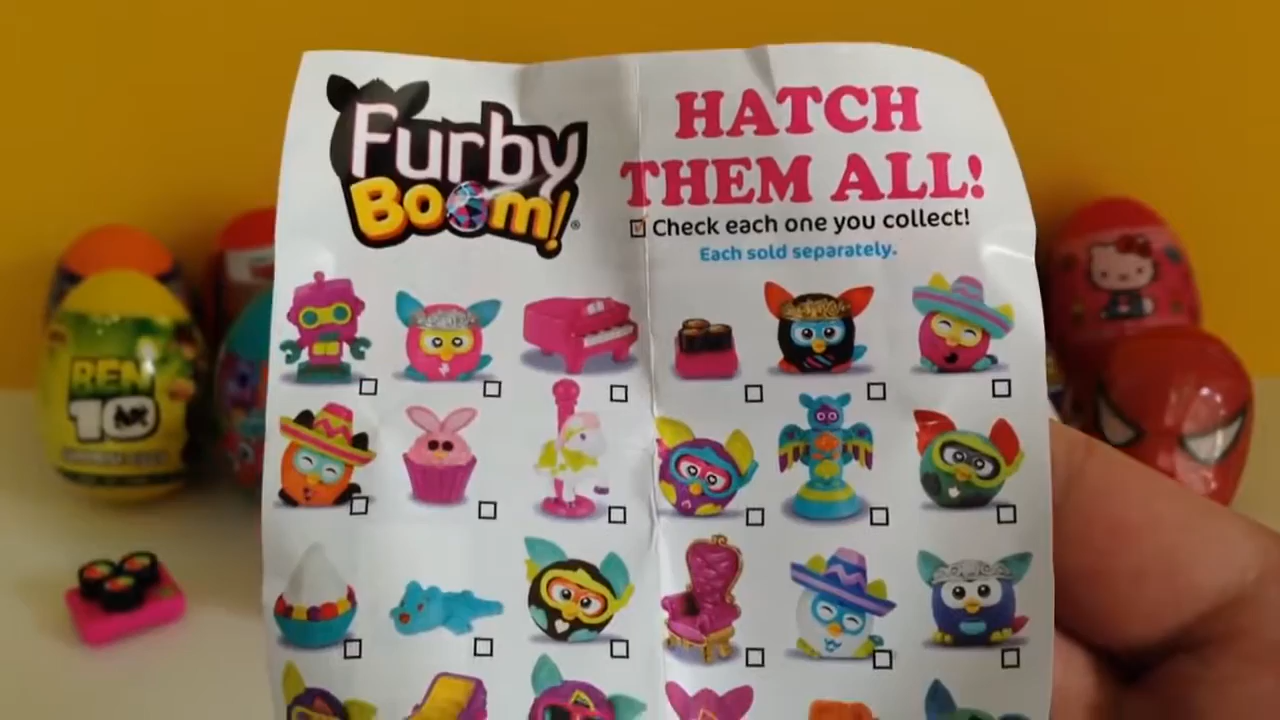 Furby
Boom!®
HATCH
THEM ALL!
Check each one you collect!
Each sold separately.
BEN
10